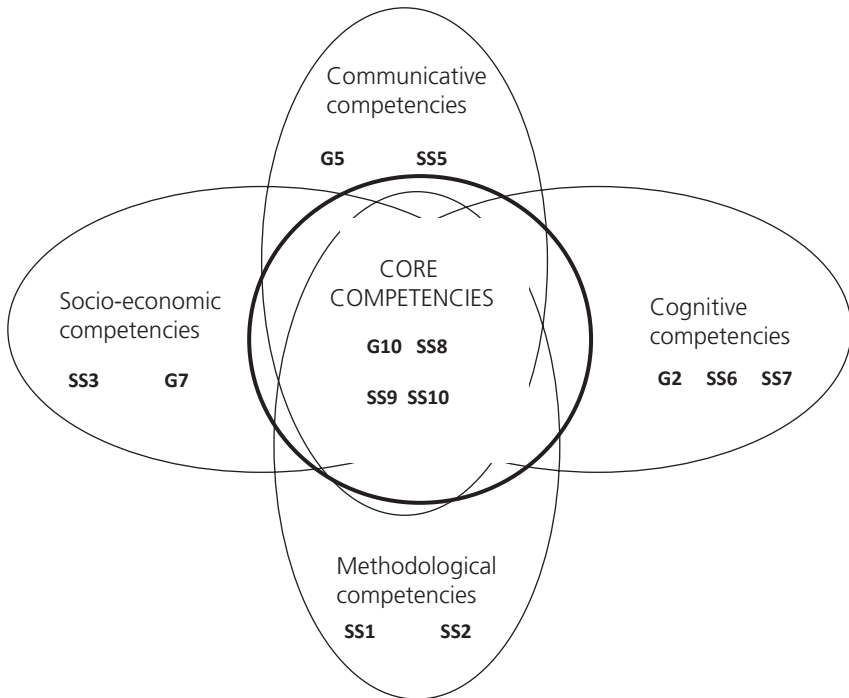 Communicative
competencies
G5 SS5
CORE
COMPETENCIES
G10 SS8
SS9 SS10
Socio-economic
competencies
SS3 G7
Cognitive
competencies
G2 SS6 SS7
Methodological
competencies
SS1 SS2